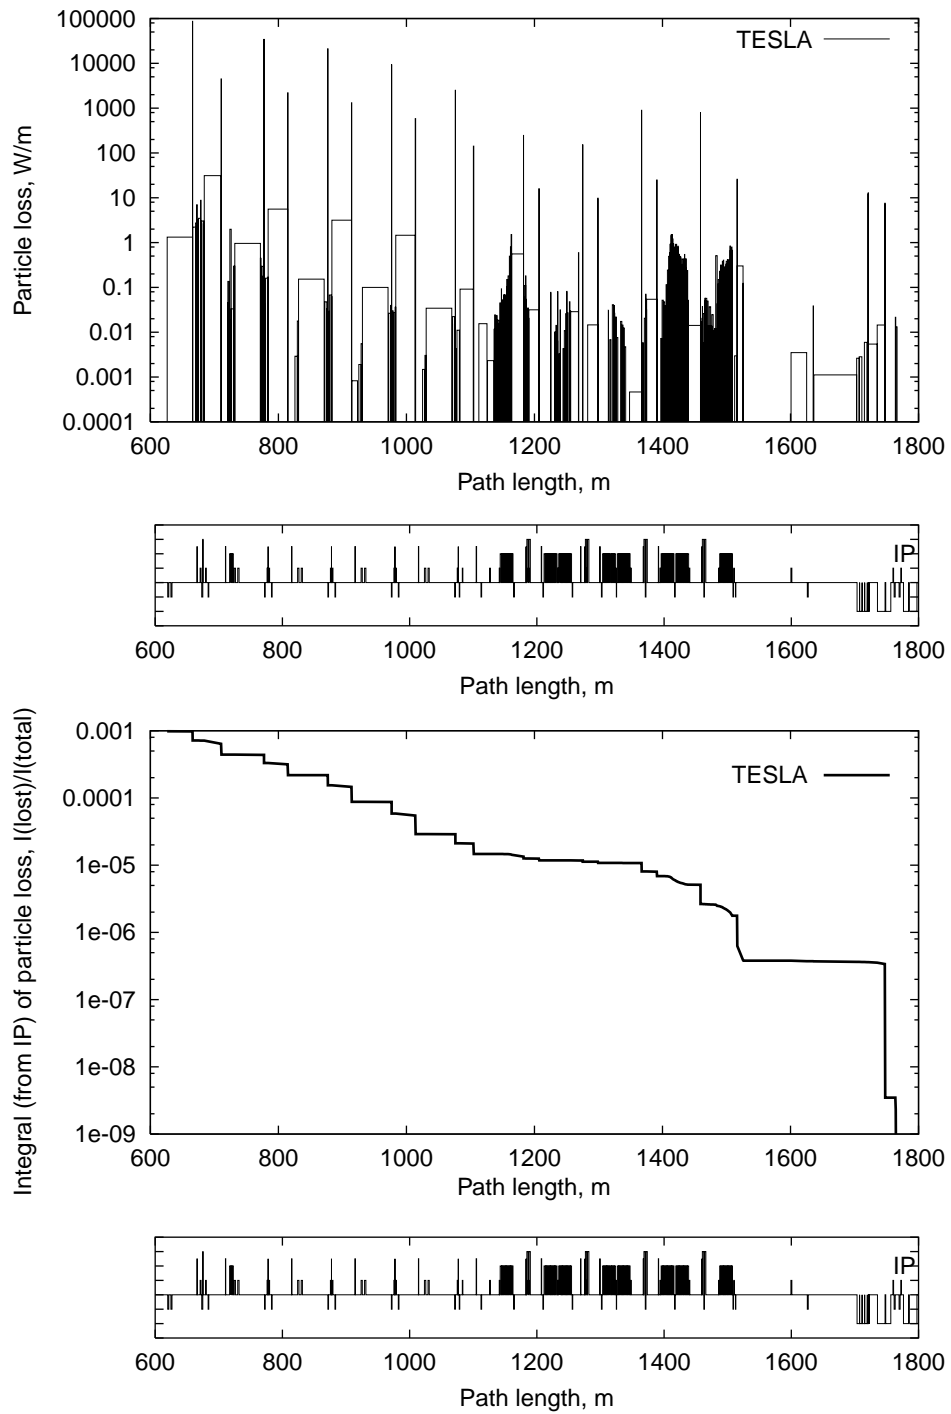 100000
10000
1000
100
10
1
0.1
0.01
0.001
0.0001
Particle loss, W/m
TESLA
600 800 1000 1200 1400 1600 1800
Path length, m
IP
600 800 1000 1200 1400 1600 1800
Path length, m
0.001
0.0001
1e-05
1e-06
1e-07
1e-08
1e-09
Integral (from IP) of particle loss, I(lost)/I(total)
TESLA
600 800 1000 1200 1400 1600 1800
Path length, m
IP
600 800 1000 1200 1400 1600 1800
Path length, m